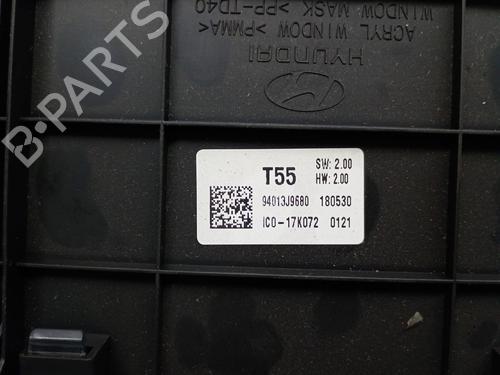 WINDOW MASK >PP-TD40
ACRYL WINDOW >PMMA<
HYUNDAI
B-PARTS
T55
SW: 2.00
HW: 2.00
94013J9680 180530
ICO-17K072 0121
B-PARTS